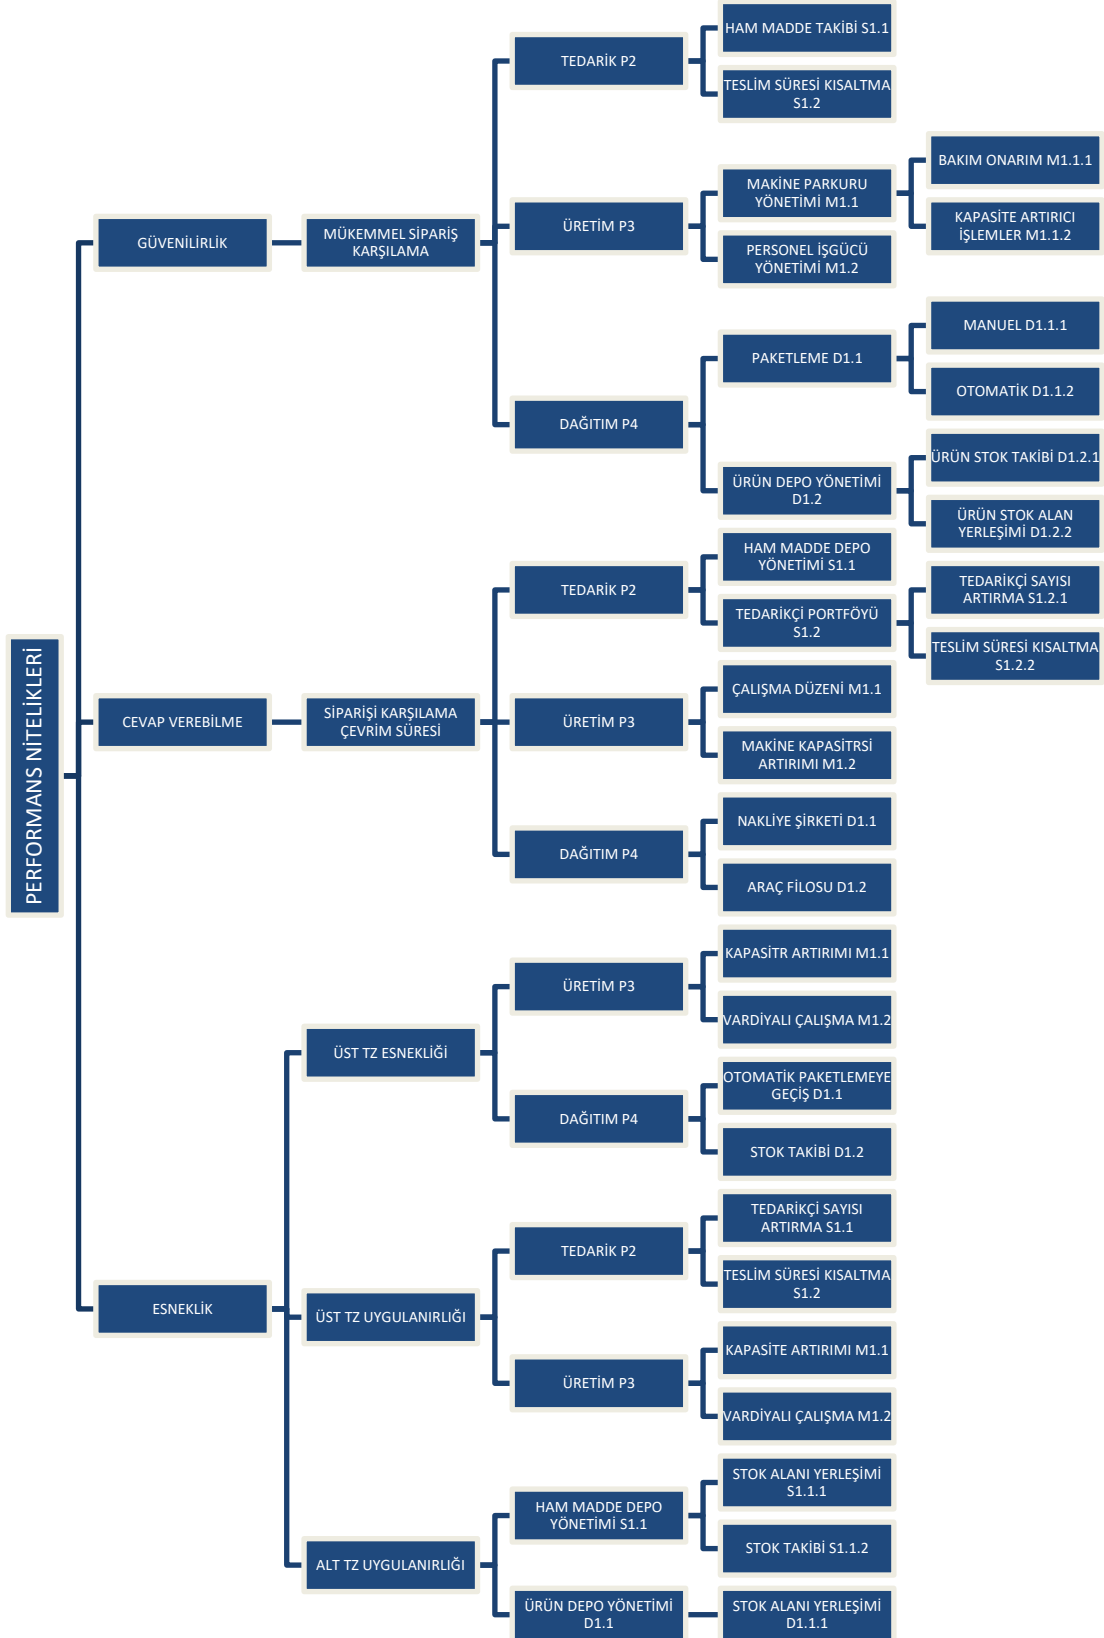 PERFORMANS NİTELİKLERİ
GÜVENİLİRLİK
MÜKEMMEL SİPARİŞ
KARŞILAMA
TEDARİK P2
HAM MADDE TAKİBİ S1.1
TESLİM SÜRESİ KISALTMA
S1.2
ÜRETİM P3
MAKİNE PARKURU
YÖNETİMİ M1.1
BAKIM ONARIM M1.1.1
KAPASİTE ARTIRICI
İŞLEMLER M1.1.2
PERSONEL İŞGÜCÜ
YÖNETİMİ M1.2
DAĞITIM P4
PAKETLEME D1.1
MANUEL D1.1.1
OTOMATİK D1.1.2
ÜRÜN DEPO YÖNETİMİ
D1.2
ÜRÜN STOK TAKİBİ D1.2.1
ÜRÜN STOK ALAN
YERLEŞİMİ D1.2.2
CEVAP VEREBİLME
SİPARİŞİ KARŞILAMA
ÇEVRİM SÜRESİ
TEDARİK P2
HAM MADDE DEPO
YÖNETİMİ S1.1
TEDARİKÇİ PORTFÖYÜ
S1.2
TEDARİKÇİ SAYISI
ARTIRMA S1.2.1
TESLİM SÜRESİ KISALTMA
S1.2.2
ÜRETİM P3
ÇALIŞMA DÜZENİ M1.1
MAKİNE KAPASİTRSİ
ARTIRIMI M1.2
DAĞITIM P4
NAKLİYE ŞİRKETİ D1.1
ARAÇ FİLOSU D1.2
ESNEKLİK
ÜST TZ ESNEKLİĞİ
ÜRETİM P3
KAPASİTR ARTIRIMI M1.1
VARDİYALI ÇALIŞMA M1.2
DAĞITIM P4
OTOMATİK PAKETLEMEYE
GEÇİŞ D1.1
STOK TAKİBİ D1.2
ÜST TZ UYGULANIRLIĞI
TEDARİK P2
TEDARİKÇİ SAYISI
ARTIRMA S1.1
TESLİM SÜRESİ KISALTMA
S1.2
ÜRETİM P3
KAPASİTE ARTIRIMI M1.1
VARDİYALI ÇALIŞMA M1.2
ALT TZ UYGULANIRLIĞI
HAM MADDE DEPO
YÖNETİMİ S1.1
STOK ALANI YERLEŞİMİ
S1.1.1
STOK TAKİBİ S1.1.2
ÜRÜN DEPO YÖNETİMİ
D1.1
STOK ALANI YERLEŞİMİ
D1.1.1